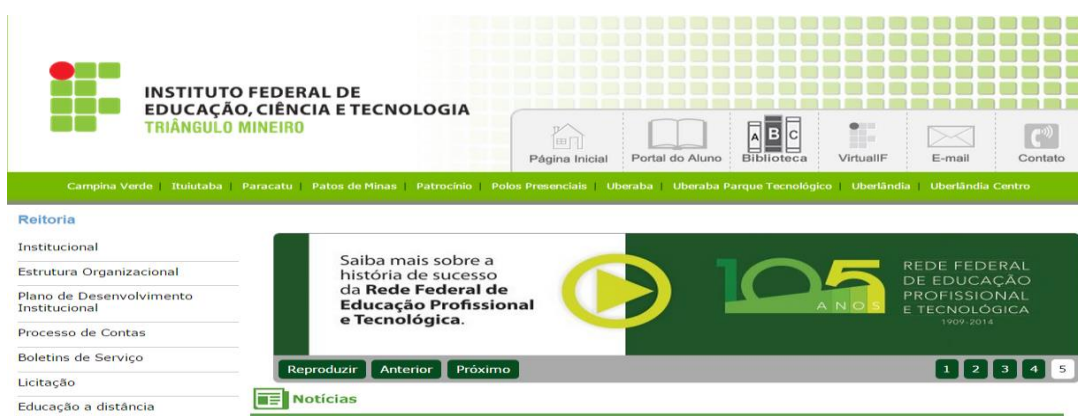 INSTITUTO FEDERAL DE
EDUCAÇÃO, CIÊNCIA E TECNOLOGIA
TRIÂNGULO MINEIRO
A B C
Página Inicial Portal do Aluno Biblioteca VirtualIF E-mail Contato
Campina Verde | Ituiutaba | Paracatu | Patos de Minas | Patrocínio | Polos Presenciais | Uberaba | Uberaba Parque Tecnológico | Uberlândia | Uberlândia Centro
Reitoria
Institucional
Estrutura Organizacional
Plano de Desenvolvimento
Institucional
Processo de Contas
Boletins de Serviço
Licitação
Educação a distância
Saiba mais sobre a
história de sucesso
da Rede Federal de
Educação Profissional
e Tecnológica.
105
ANOS
REDE FEDERAL
DE EDUCAÇÃO
PROFISSIONAL
E TECNOLÓGICA
1909-2014
Reproduzir Anterior Próximo 1 2 3 4 5
Notícias